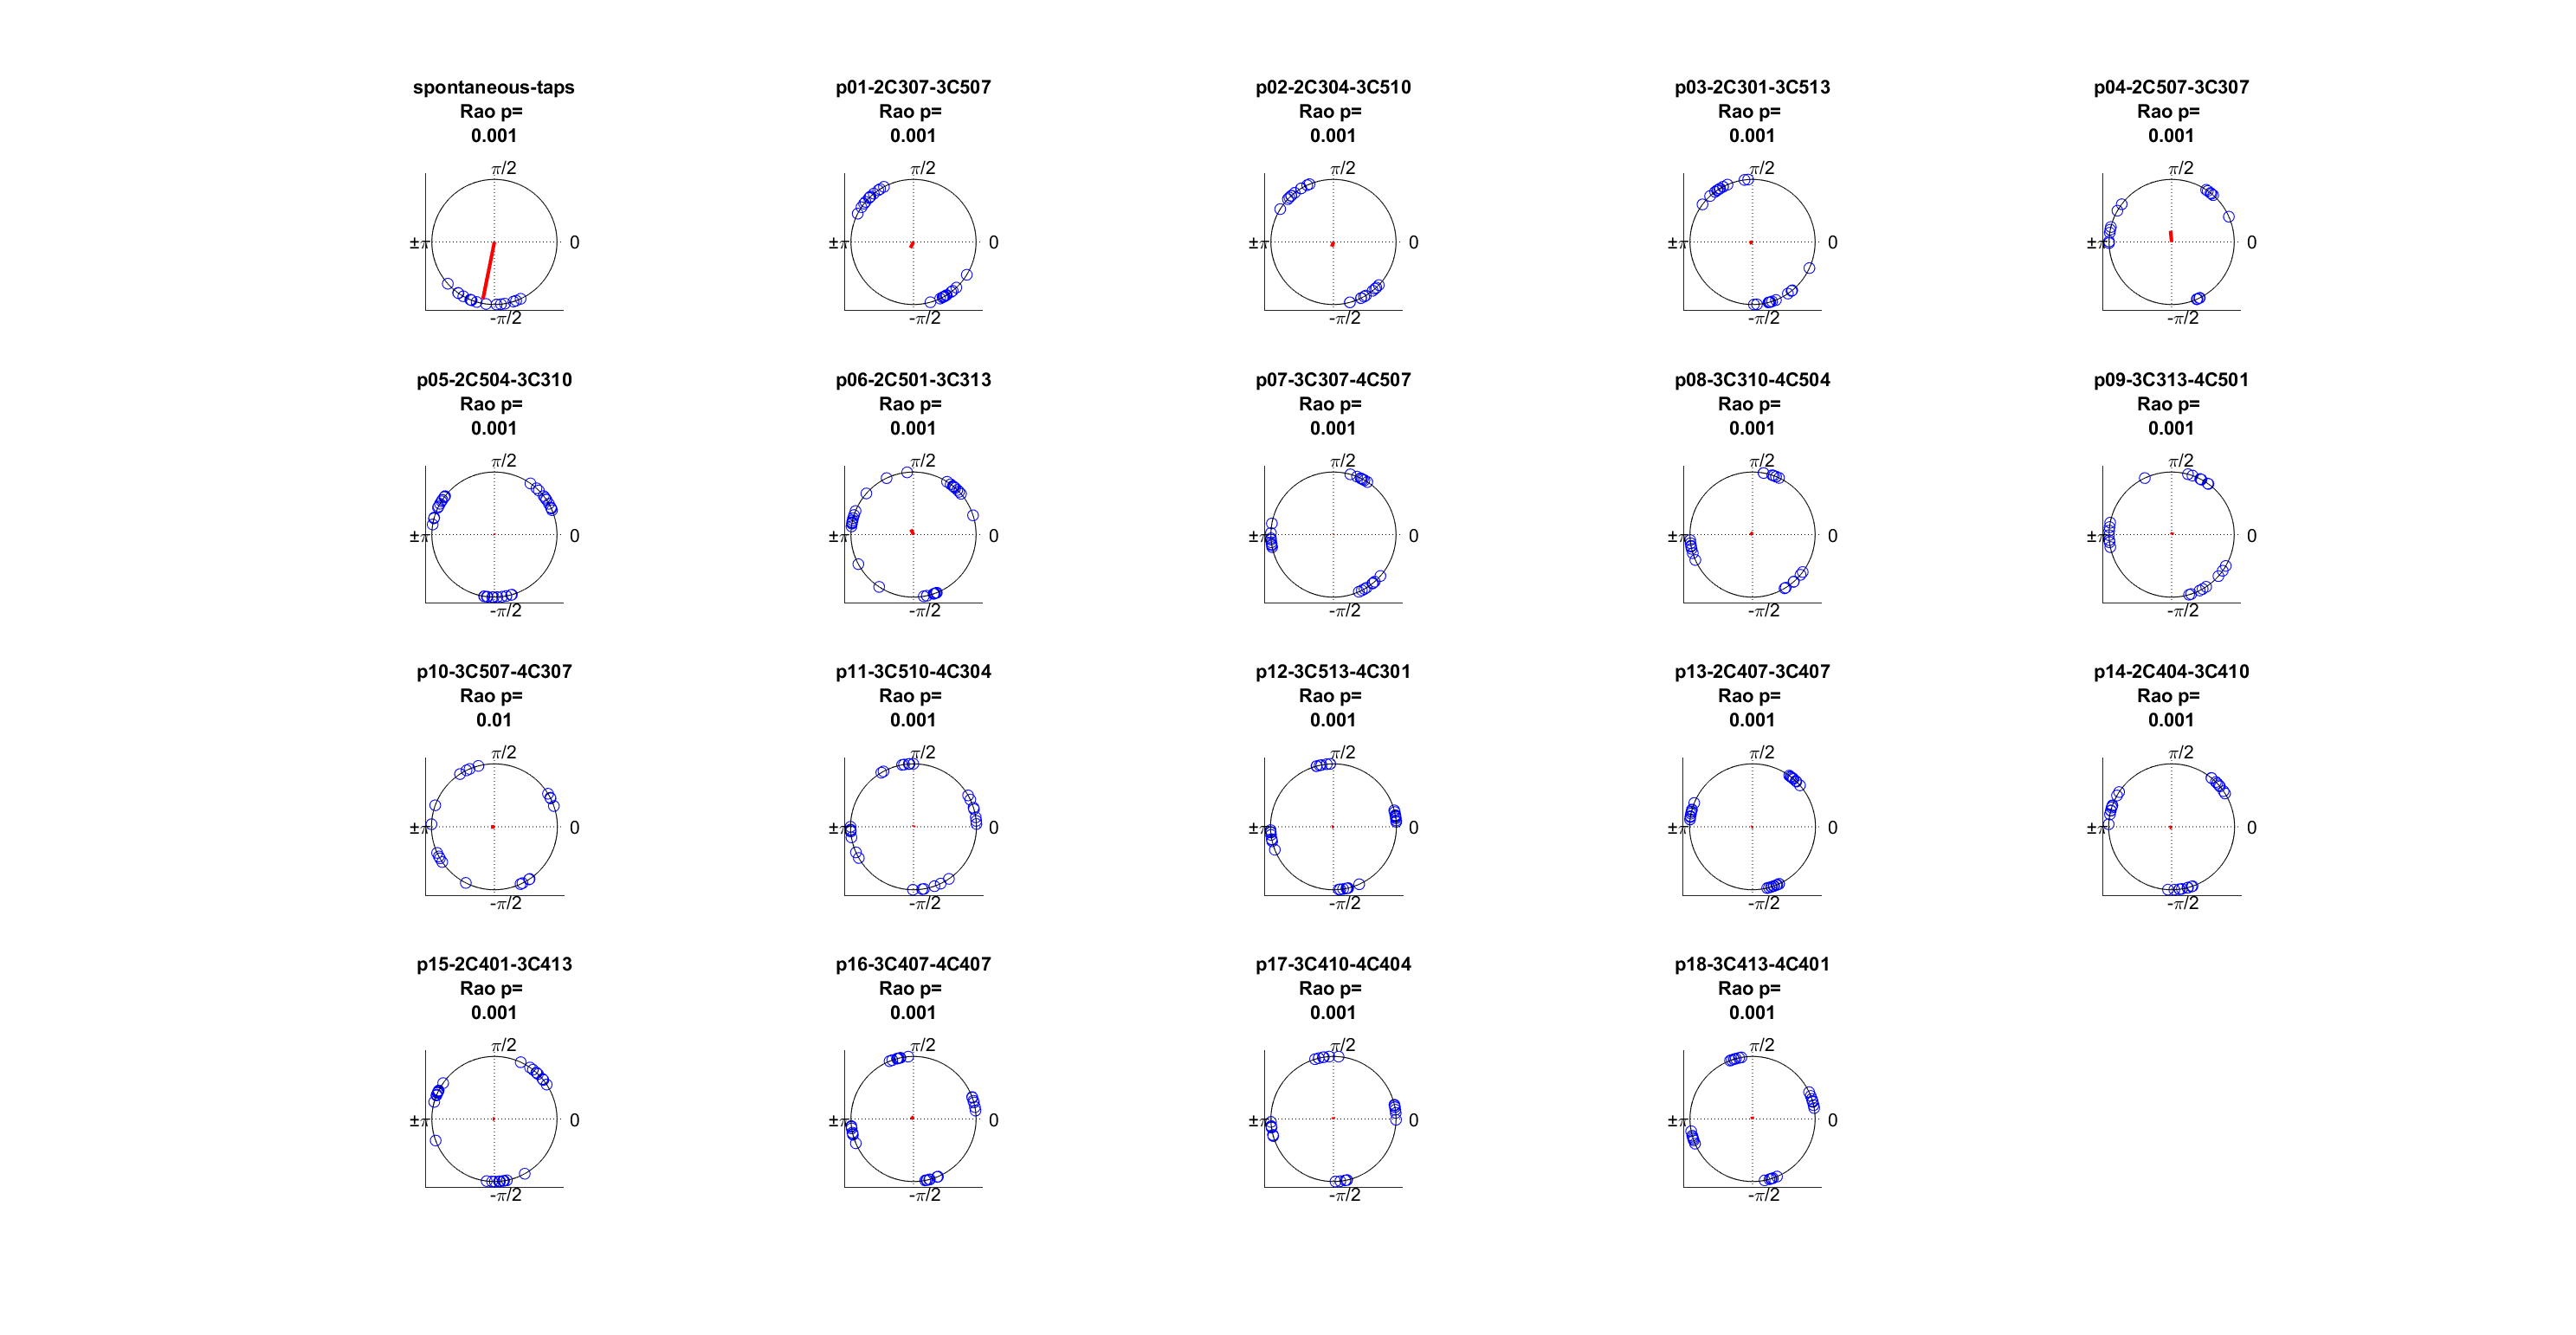 spontaneous-taps
Rao p=
0.001
π/2
±π
0
-π/2
p01-2C307-3C507
Rao p=
0.001
π/2
±π
0
-π/2
p02-2C304-3C510
Rao p=
0.001
π/2
±π
0
-π/2
p03-2C301-3C513
Rao p=
0.001
π/2
±π
0
-π/2
p04-2C507-3C307
Rao p=
0.001
π/2
±π
0
-π/2
p05-2C504-3C310
Rao p=
0.001
π/2
±π
0
-π/2
p06-2C501-3C313
Rao p=
0.001
π/2
±π
0
-π/2
p07-3C307-4C507
Rao p=
0.001
π/2
±π
0
-π/2
p08-3C310-4C504
Rao p=
0.001
π/2
±π
0
-π/2
p09-3C313-4C501
Rao p=
0.001
π/2
±π
0
-π/2
p10-3C507-4C307
Rao p=
0.01
π/2
±π
0
-π/2
p11-3C510-4C304
Rao p=
0.001
π/2
±π
0
-π/2
p12-3C513-4C301
Rao p=
0.001
π/2
±π
0
-π/2
p13-2C407-3C407
Rao p=
0.001
π/2
±π
0
-π/2
p14-2C404-3C410
Rao p=
0.001
π/2
±π
0
-π/2
p15-2C401-3C413
Rao p=
0.001
π/2
±π
0
-π/2
p16-3C407-4C407
Rao p=
0.001
π/2
±π
0
-π/2
p17-3C410-4C404
Rao p=
0.001
π/2
±π
0
-π/2
p18-3C413-4C401
Rao p=
0.001
π/2
±π
0
-π/2